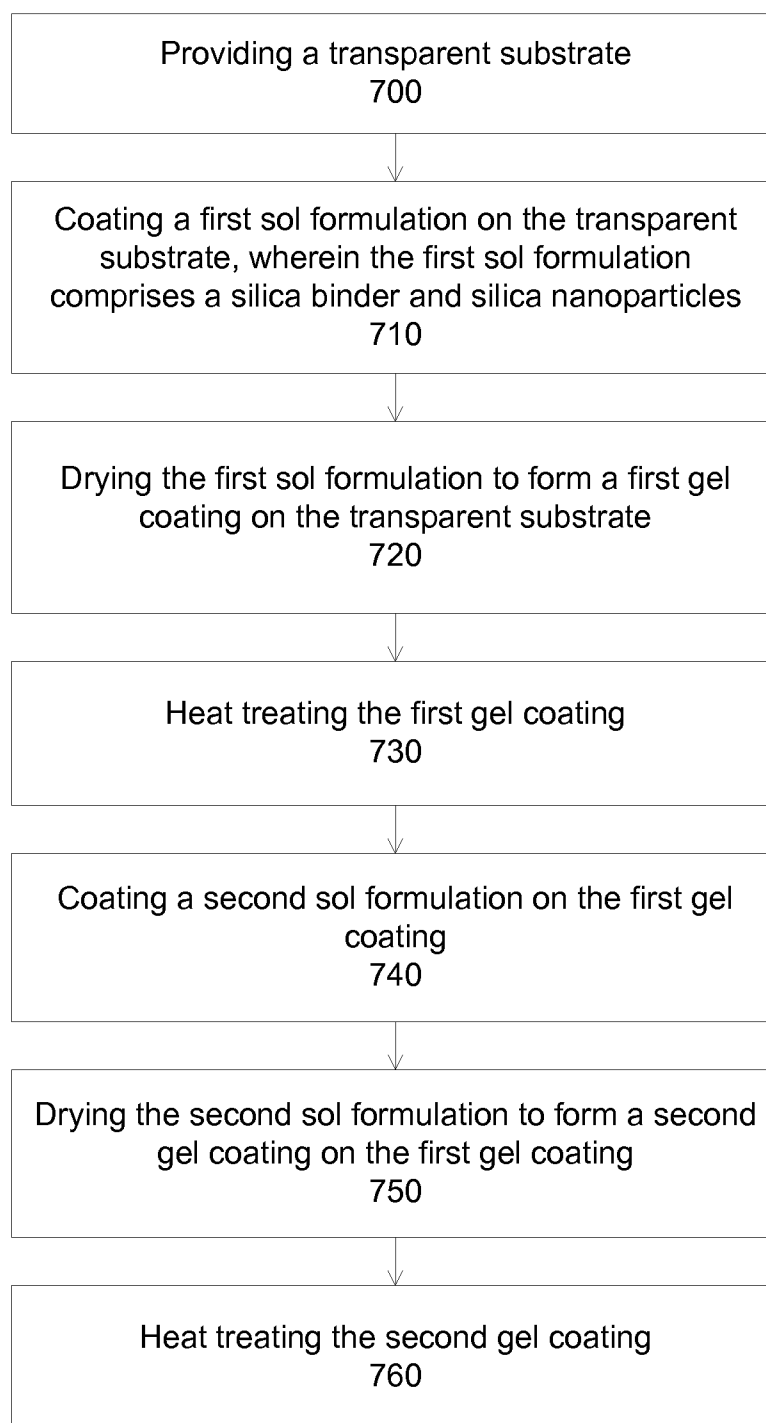 Providing a transparent substrate
700
Coating a first sol formulation on the transparent
substrate, wherein the first sol formulation
comprises a silica binder and silica nanoparticles
710
Drying the first sol formulation to form a first gel
coating on the transparent substrate
720
Heat treating the first gel coating
730
Coating a second sol formulation on the first gel
coating
740
Drying the second sol formulation to form a second
gel coating on the first gel coating
750
Heat treating the second gel coating
760